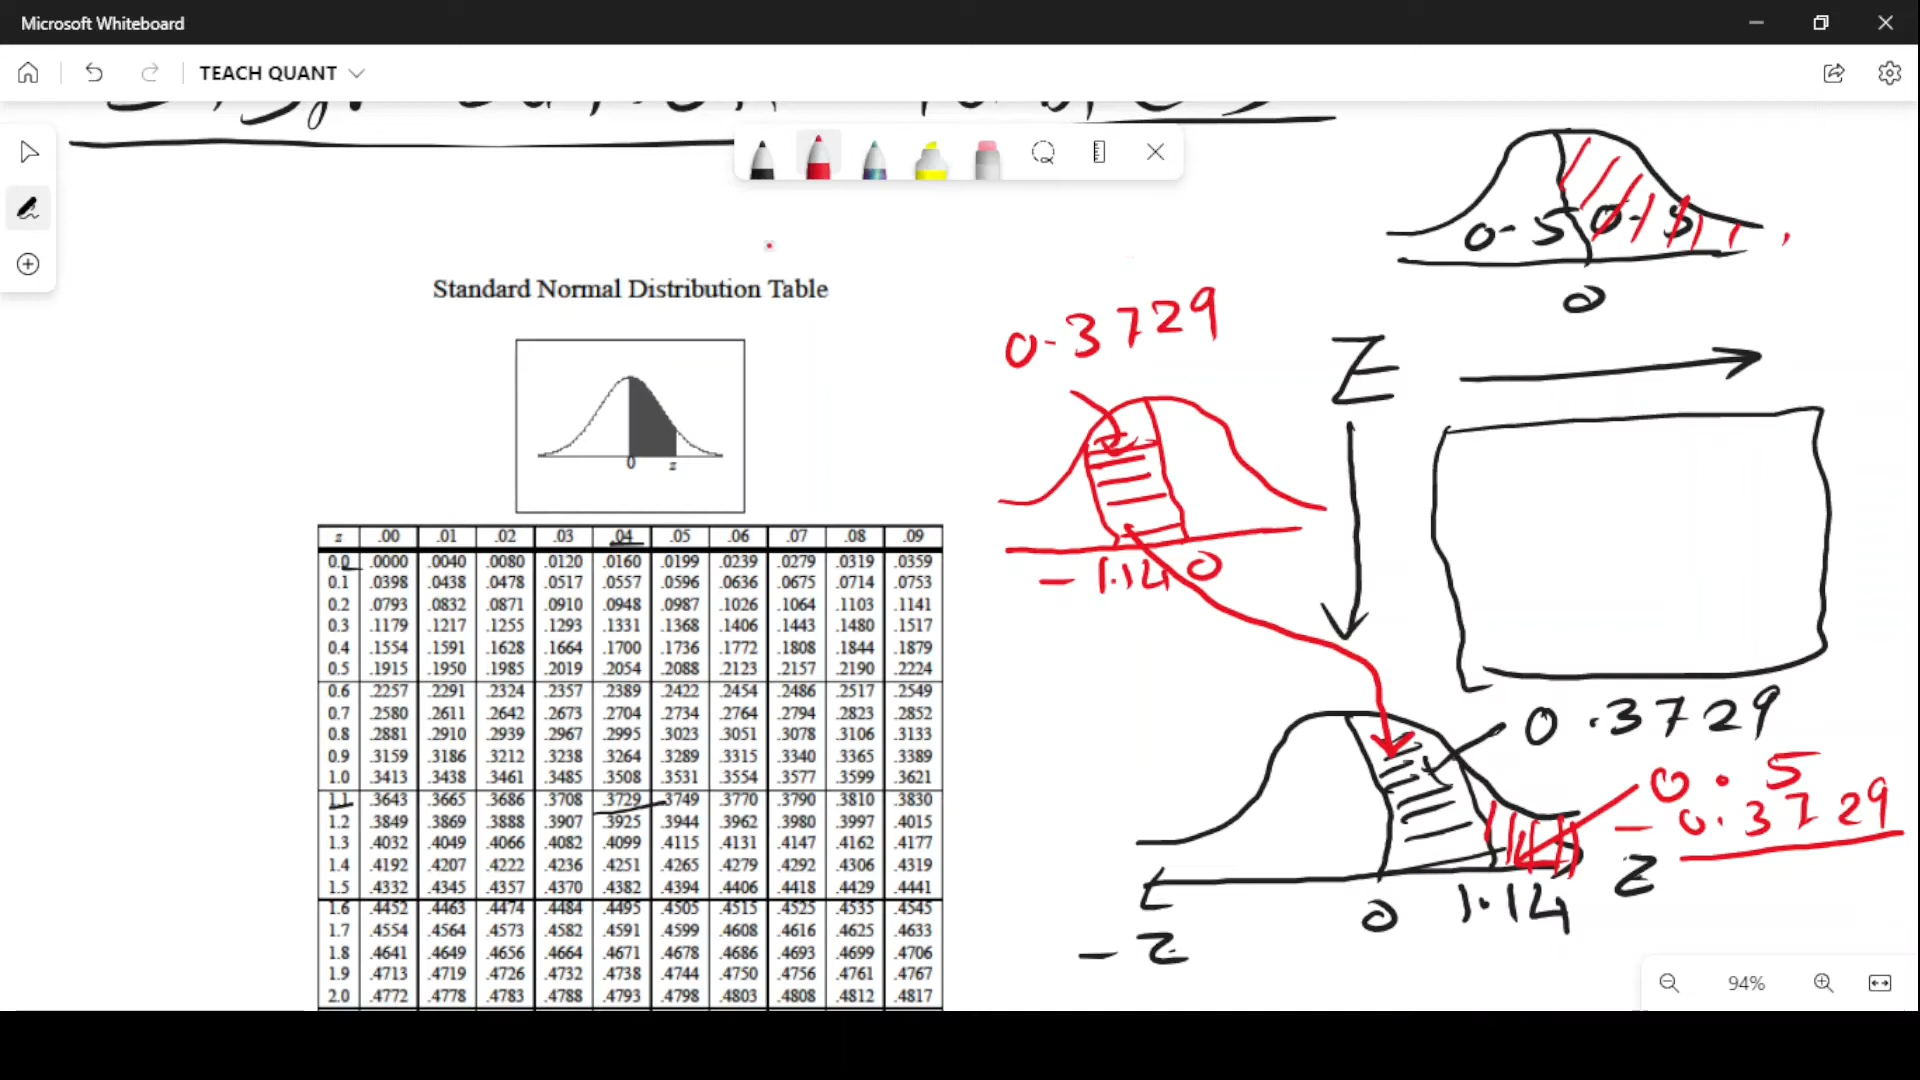 Microsoft Whiteboard
TEACH QUANT
0.5 0.5
0
Standard Normal Distribution Table
0 z
0.3729
Z
-1.14 0
z .00 .01 .02 .03 .04 .05 .06 .07 .08 .09
0.0 .0000 .0040 .0080 .0120 .0160 .0199 .0239 .0279 .0319 .0359
0.1 .0398 .0438 .0478 .0517 .0557 .0596 .0636 .0675 .0714 .0753
0.2 .0793 .0832 .0871 .0910 .0948 .0987 .1026 .1064 .1103 .1141
0.3 .1179 .1217 .1255 .1293 .1331 .1368 .1406 .1443 .1480 .1517
0.4 .1554 .1591 .1628 .1664 .1700 .1736 .1772 .1808 .1844 .1879
0.5 .1915 .1950 .1985 .2019 .2054 .2088 .2123 .2157 .2190 .2224
0.6 .2257 .2291 .2324 .2357 .2389 .2422 .2454 .2486 .2517 .2549
0.7 .2580 .2611 .2642 .2673 .2704 .2734 .2764 .2794 .2823 .2852
0.8 .2881 .2910 .2939 .2967 .2995 .3023 .3051 .3078 .3106 .3133
0.9 .3159 .3186 .3212 .3238 .3264 .3289 .3315 .3340 .3365 .3389
1.0 .3413 .3438 .3461 .3485 .3508 .3531 .3554 .3577 .3599 .3621
1.1 .3643 .3665 .3686 .3708 .3729 .3749 .3770 .3790 .3810 .3830
1.2 .3849 .3869 .3888 .3907 .3925 .3944 .3962 .3980 .3997 .4015
1.3 .4032 .4049 .4066 .4082 .4099 .4115 .4131 .4147 .4162 .4177
1.4 .4192 .4207 .4222 .4236 .4251 .4265 .4279 .4292 .4306 .4319
1.5 .4332 .4345 .4357 .4370 .4382 .4394 .4406 .4418 .4429 .4441
1.6 .4452 .4463 .4474 .4484 .4495 .4505 .4515 .4525 .4535 .4545
1.7 .4554 .4564 .4573 .4582 .4591 .4599 .4608 .4616 .4625 .4633
1.8 .4641 .4649 .4656 .4664 .4671 .4678 .4686 .4693 .4699 .4706
1.9 .4713 .4719 .4726 .4732 .4738 .4744 .4750 .4756 .4761 .4767
2.0 .4772 .4778 .4783 .4788 .4793 .4798 .4803 .4808 .4812 .4817
0.3729
0.5
- 0.3729
Z
0 1.14
- Z
94%